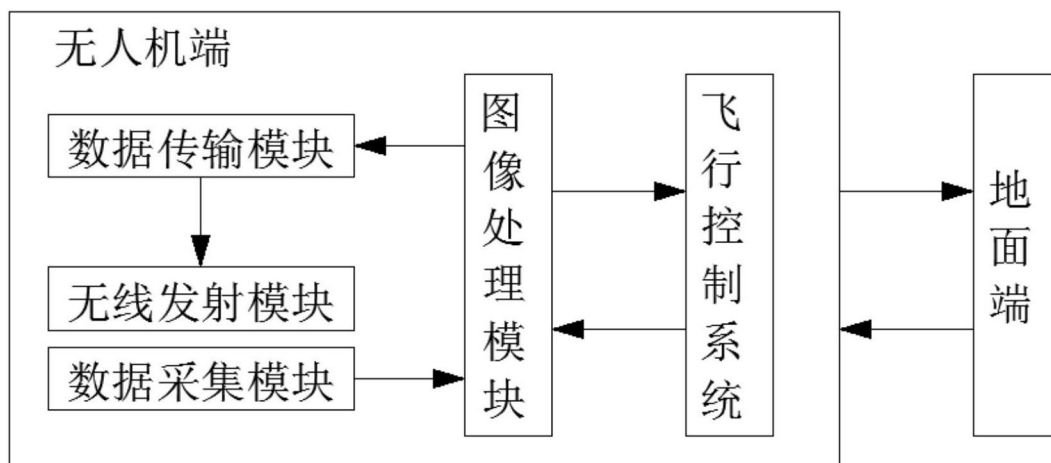 无人机端
数据传输模块
无线发射模块
数据采集模块
图像处理模块
飞行控制系统
地面端